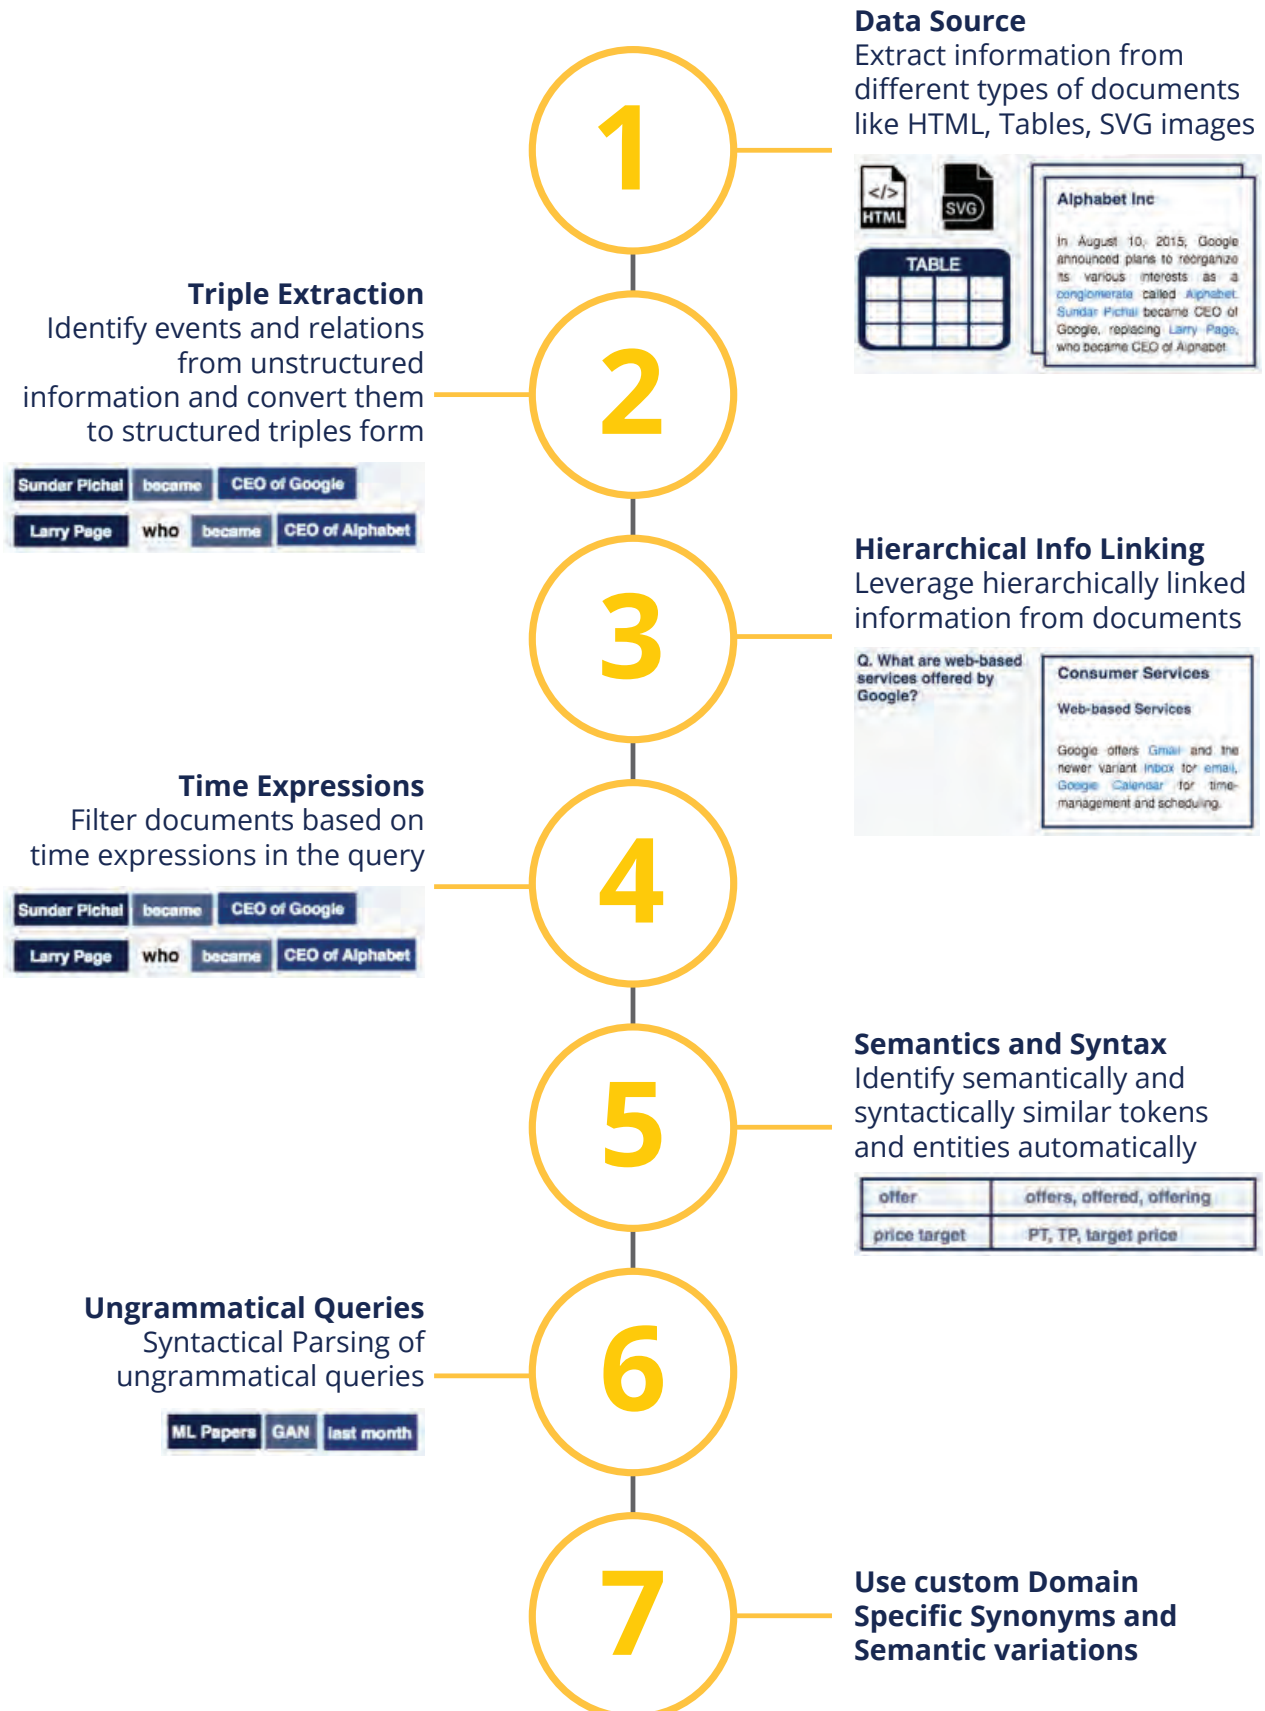 1
Data Source
Extract information from
different types of documents
like HTML, Tables, SVG images
</>
HTML
SVG
TABLE
Alphabet Inc
In August 10, 2015, Google
announced plans to reorganize
its various interests as a
conglomerate called Alphabet.
Sundar Pichai became CEO of
Google, replacing Larry Page,
who became CEO of Alphabet
2
Triple Extraction
Identify events and relations
from unstructured
information and convert them
to structured triples form
Sundar Pichai became CEO of Google
Larry Page who became CEO of Alphabet
3
Hierarchical Info Linking
Leverage hierarchically linked
information from documents
Q. What are web-based
services offered by
Google?
Consumer Services
Web-based Services
Google offers Gmail and the
newer variant Inbox for email,
Google Calendar for time-
management and scheduling.
4
Time Expressions
Filter documents based on
time expressions in the query
Sundar Pichai became CEO of Google
Larry Page who became CEO of Alphabet
5
Semantics and Syntax
Identify semantically and
syntactically similar tokens
and entities automatically
offer offers, offered, offering
price target PT, TP, target price
6
Ungrammatical Queries
Syntactical Parsing of
ungrammatical queries
ML Papers GAN last month
7
Use custom Domain
Specific Synonyms and
Semantic variations